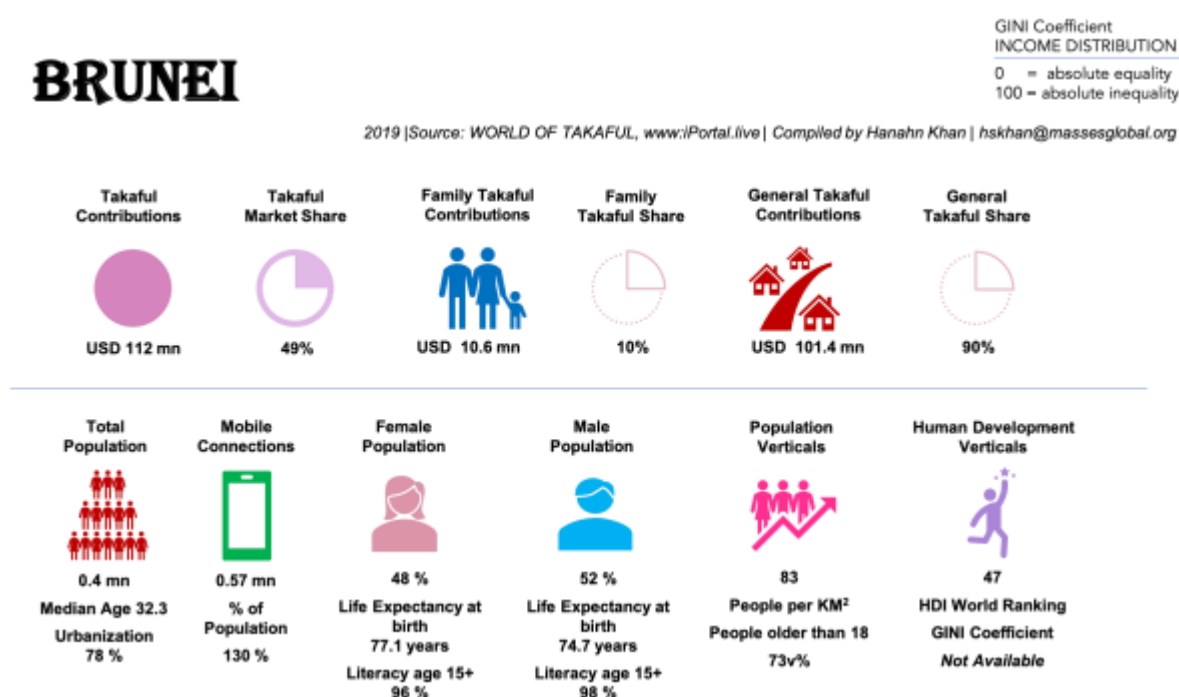 GINI Coefficient
INCOME DISTRIBUTION
0 = absolute equality
100 = absolute inequality
BRUNEI
2019 |Source: WORLD OF TAKAFUL, www:iPortal.live | Compiled by Hanahn Khan | hskhan@massesglobal.org
Takaful
Contributions
USD 112 mn
Takaful
Market Share
49%
Family Takaful
Contributions
USD 10.6 mn
Family
Takaful Share
10%
General Takaful
Contributions
USD 101.4 mn
General
Takaful Share
90%
Total
Population
0.4 mn
Median Age 32.3
Urbanization
78 %
Mobile
Connections
0.57 mn
% of
Population
130 %
Female
Population
48 %
Life Expectancy at
birth
77.1 years
Literacy age 15+
96 %
Male
Population
52 %
Life Expectancy at
birth
74.7 years
Literacy age 15+
98 %
Population
Verticals
83
People per KM²
People older than 18
73v%
Human Development
Verticals
47
HDI World Ranking
GINI Coefficient
Not Available